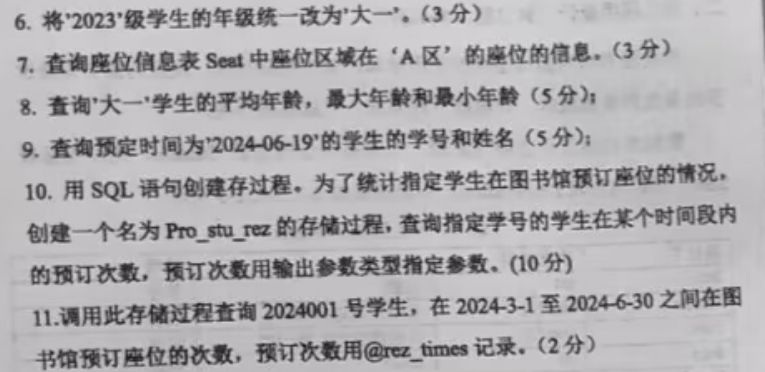 6. 将'2023'级学生的年级统一改为'大一'。(3 分)
7. 查询座位信息表 Seat 中座位区域在‘A 区’的座位的信息。(3 分)
8. 查询'大一'学生的平均年龄，最大年龄和最小年龄（5 分）;
9. 查询预定时间为'2024-06-19'的学生的学号和姓名（5 分）;
10. 用 SQL 语句创建存过程。为了统计指定学生在图书馆预订座位的情况，
创建一个名为 Pro_stu_rez 的存储过程, 查询指定学号的学生在某个时间段内
的预订次数，预订次数用输出参数类型指定参数。(10 分)
11.调用此存储过程查询 2024001 号学生，在 2024-3-1 至 2024-6-30 之间在图
书馆预订座位的次数，预订次数用@rez_times 记录。（2 分）